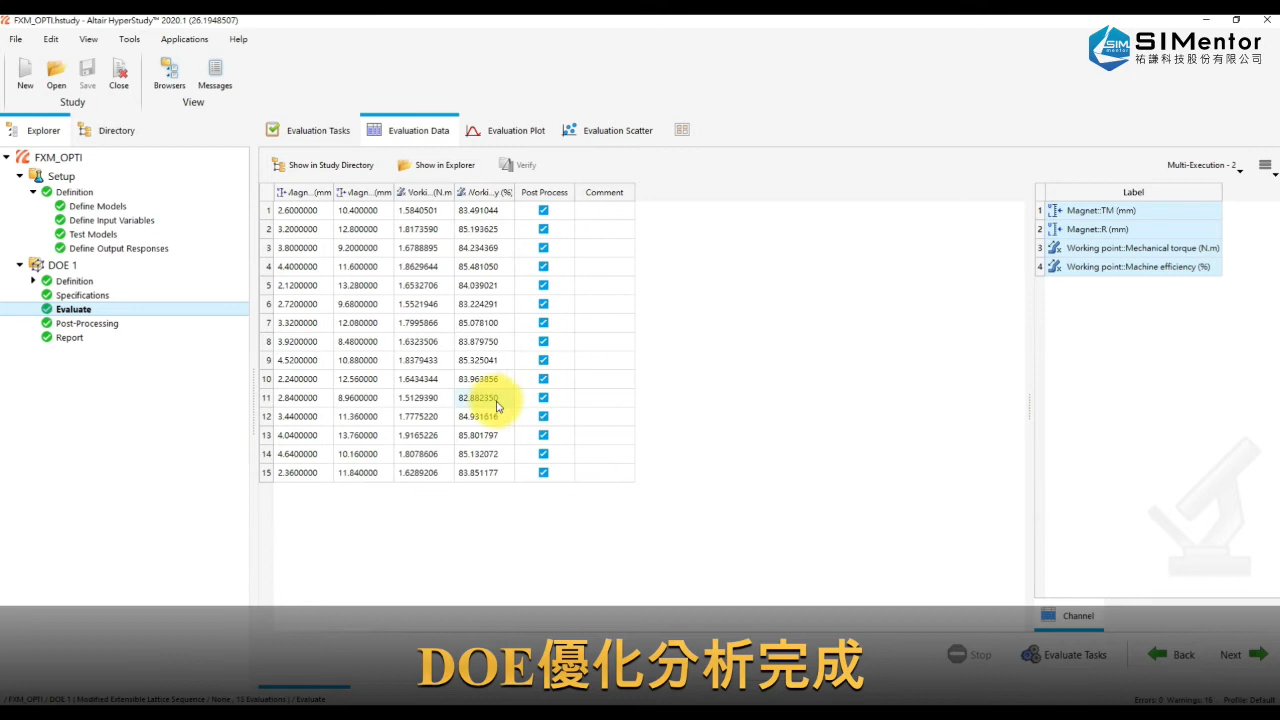 FXM_OPTI.hstudy - Altair HyperStudy™ 2020.1 (26.1948507)
File Edit View Tools Applications Help
SIMentor
祐謙科技股份有限公司
New Open Save Close Browsers Messages
Study View
Explorer Directory
Evaluation Tasks Evaluation Data Evaluation Plot Evaluation Scatter
Show in Study Directory Show in Explorer Verify Multi-Execution - 2
FXM_OPTI
Setup
Definition
Define Models
Define Input Variables
Test Models
Define Output Responses
DOE 1
Definition
Specifications
Evaluate
Post-Processing
Report
Post Process Comment
1 2.6000000 10.400000 1.5840501 83.491044
2 3.2000000 12.800000 1.8173590 85.193625
3 3.8000000 9.2000000 1.6788895 84.234369
4 4.4000000 11.600000 1.8629644 85.481050
5 2.1200000 13.280000 1.6532706 84.039021
6 2.7200000 9.6800000 1.5521946 83.224291
7 3.3200000 12.080000 1.7995866 85.078100
8 3.9200000 8.4800000 1.6323506 83.879750
9 4.5200000 10.880000 1.8379433 85.325041
10 2.2400000 12.560000 1.6434344 83.963856
11 2.8400000 8.9600000 1.5129390 82.882350
12 3.4400000 11.360000 1.7775220 84.931616
13 4.0400000 13.760000 1.9165226 85.801797
14 4.6400000 10.160000 1.8078606 85.132072
15 2.3600000 11.840000 1.6289206 83.851177
Label
1 Magnet::TM (mm)
2 Magnet::R (mm)
3 Working point::Mechanical torque (N.m)
4 Working point::Machine efficiency (%)
Channel
Stop Evaluate Tasks Back Next
DOE優化分析完成
/ FXM_OPTI / DOE 1 | Modified Extensible Lattice Sequence / None , 15 Evaluations | / Evaluate
Errors: 0 Warnings: 18 Profile: Default